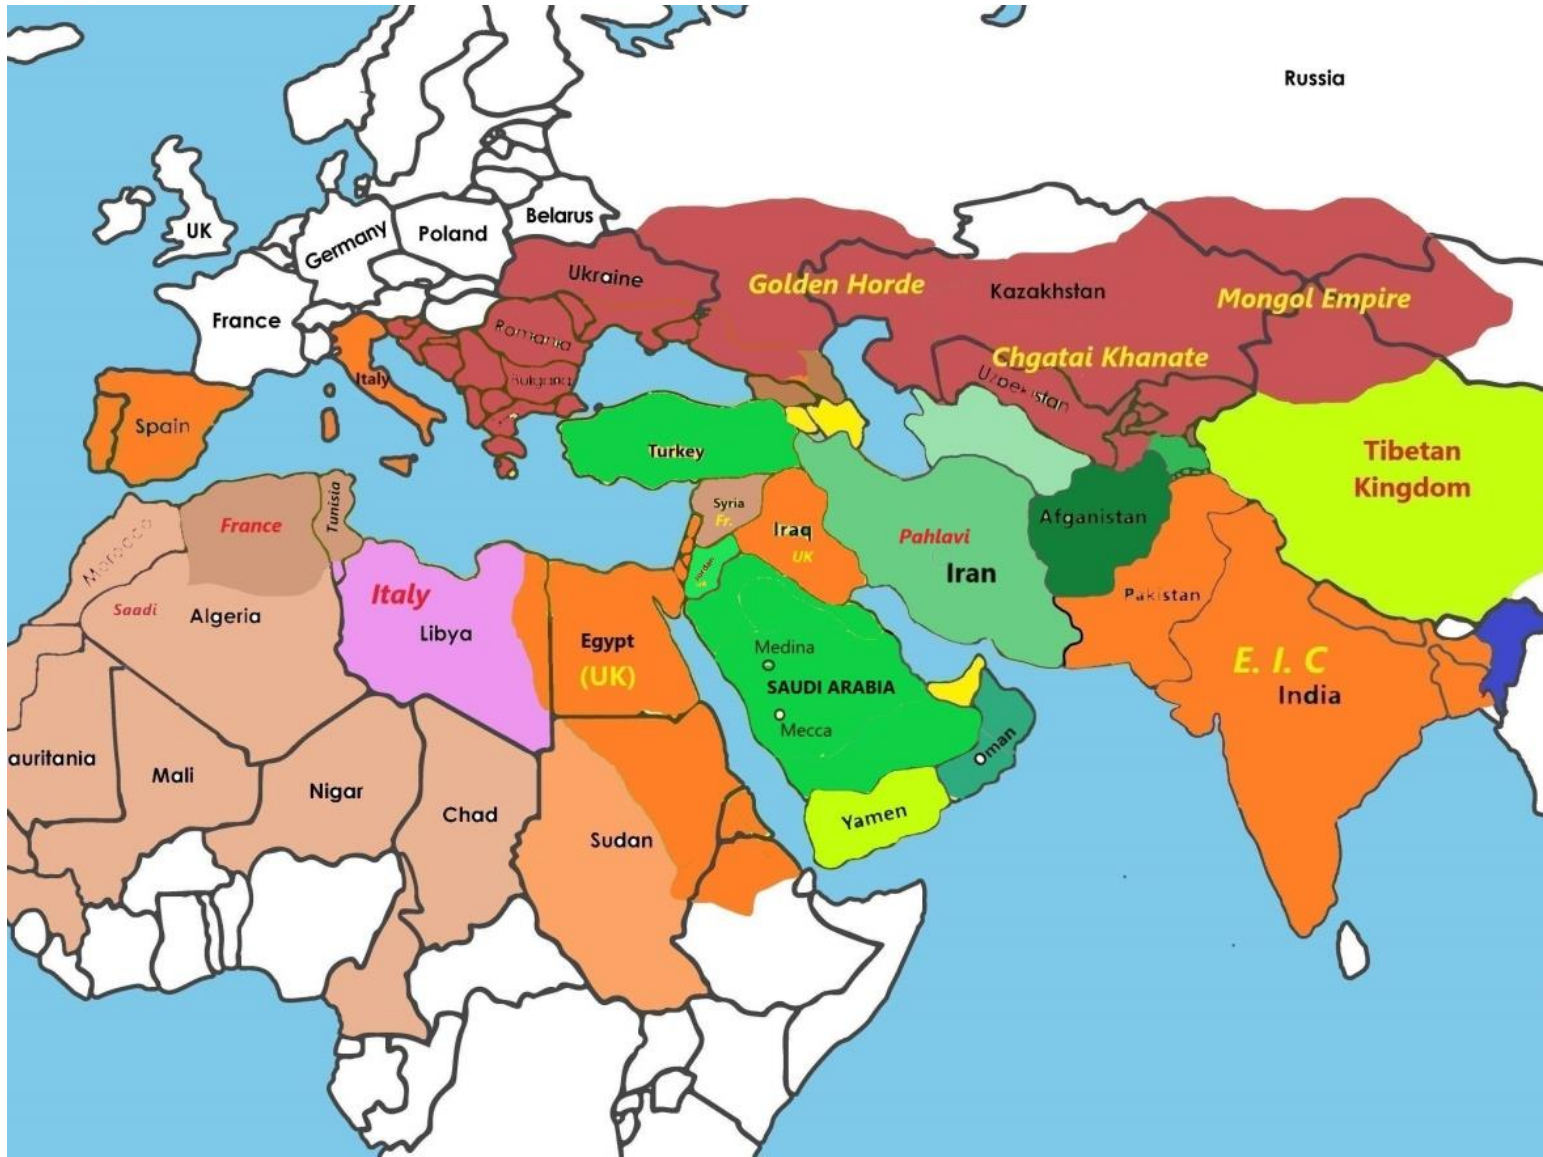 Russia
UK
Belarus
Poland
Germany
Ukraine
France
Golden Horde
Kazakhstan
Mongol Empire
Romania
Chgatai Khanate
Italy
Bulgaria
Uzbekistan
Spain
Turkey
Tibetan
Kingdom
Tunisia
Syria
Fr.
France
Morocco
Iraq
UK
Pahlavi
Iran
Afganistan
Jordan
Pakistan
Italy
Libya
Saadi
Algeria
Egypt
(UK)
Medina
SAUDI ARABIA
Mecca
E. I. C
India
Oman
auritania
Mali
Nigar
Chad
Sudan
Yamen